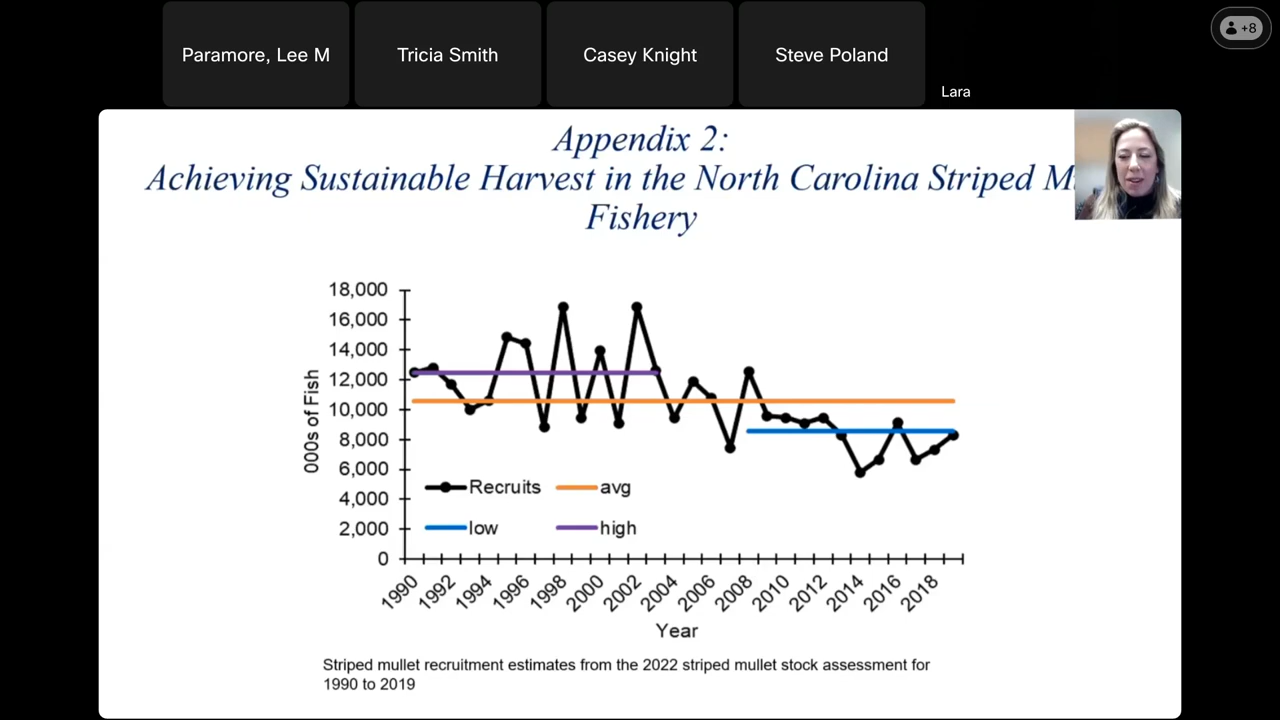 Paramore, Lee M
Tricia Smith
Casey Knight
Steve Poland
+8
Lara
Appendix 2:
Achieving Sustainable Harvest in the North Carolina Striped
Fishery
18,000
16,000
14,000
12,000
10,000
8,000
6,000
4,000
2,000
0
000s of Fish
Recruits
avg
low
high
1990
1992
1994
1996
1998
2000
2002
2004
2006
2008
2010
2012
2014
2016
2018
Year
Striped mullet recruitment estimates from the 2022 striped mullet stock assessment for
1990 to 2019